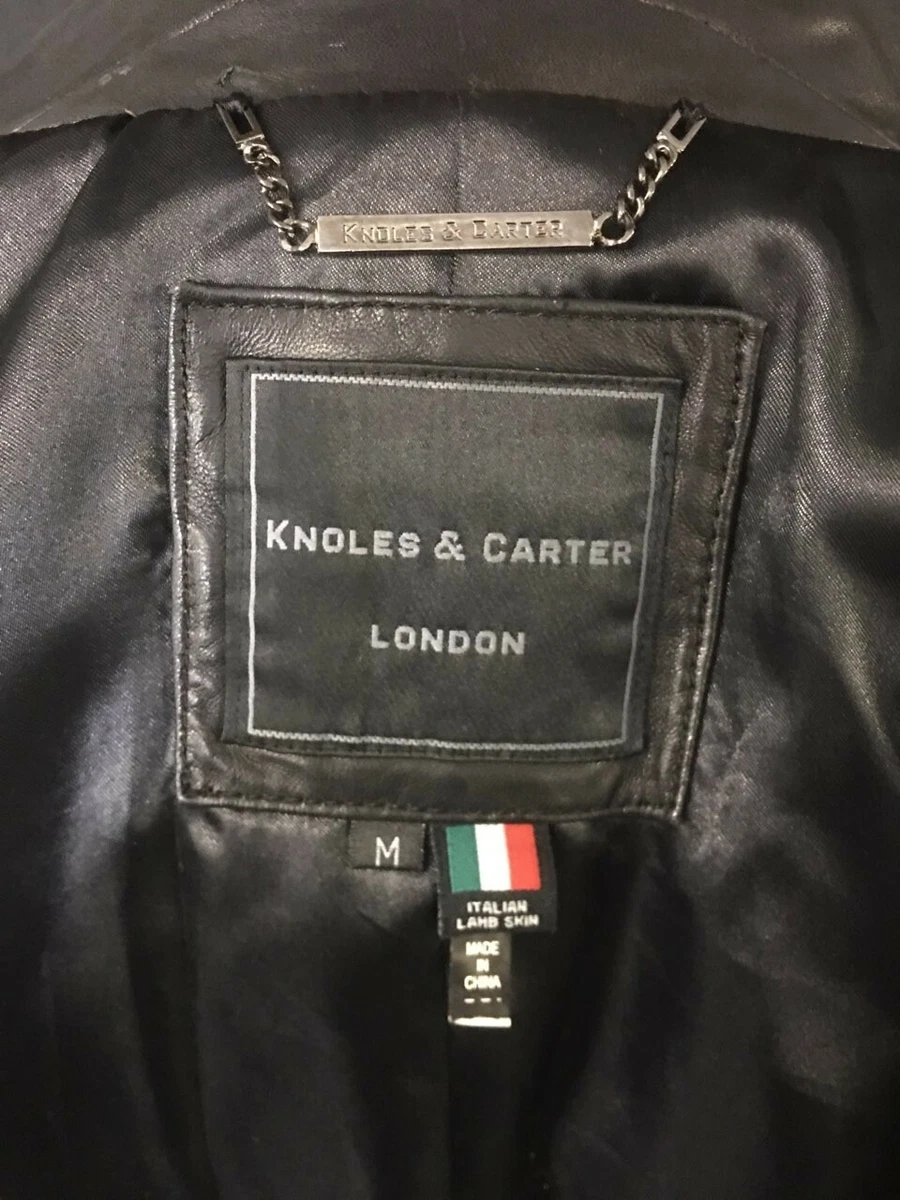 KNOLES & CARTER
KNOLES & CARTER
LONDON
M
ITALIAN
LAMB SKIN
MADE
IN
CHINA